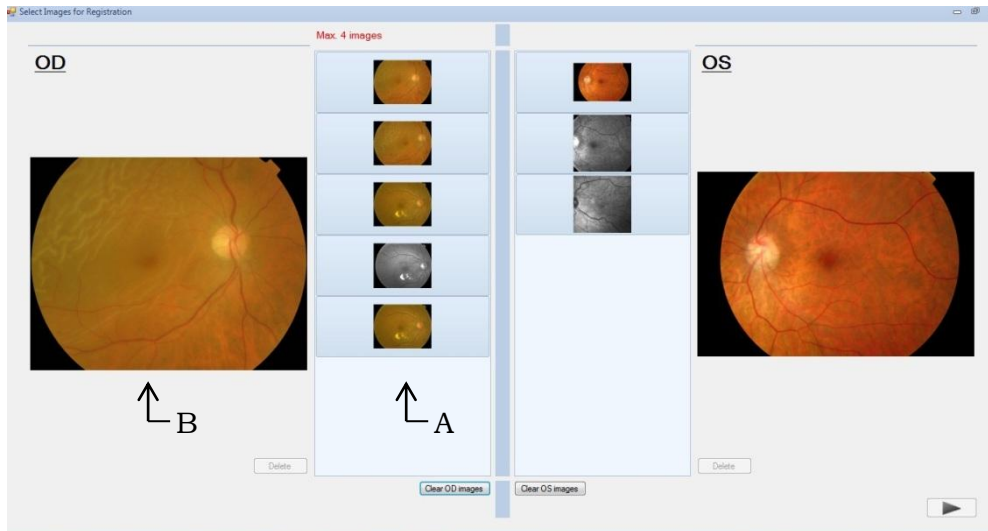 Select Images for Registration
Max. 4 images
OD
OS
B
A
Delete
Delete
Clear OD images
Clear OS images